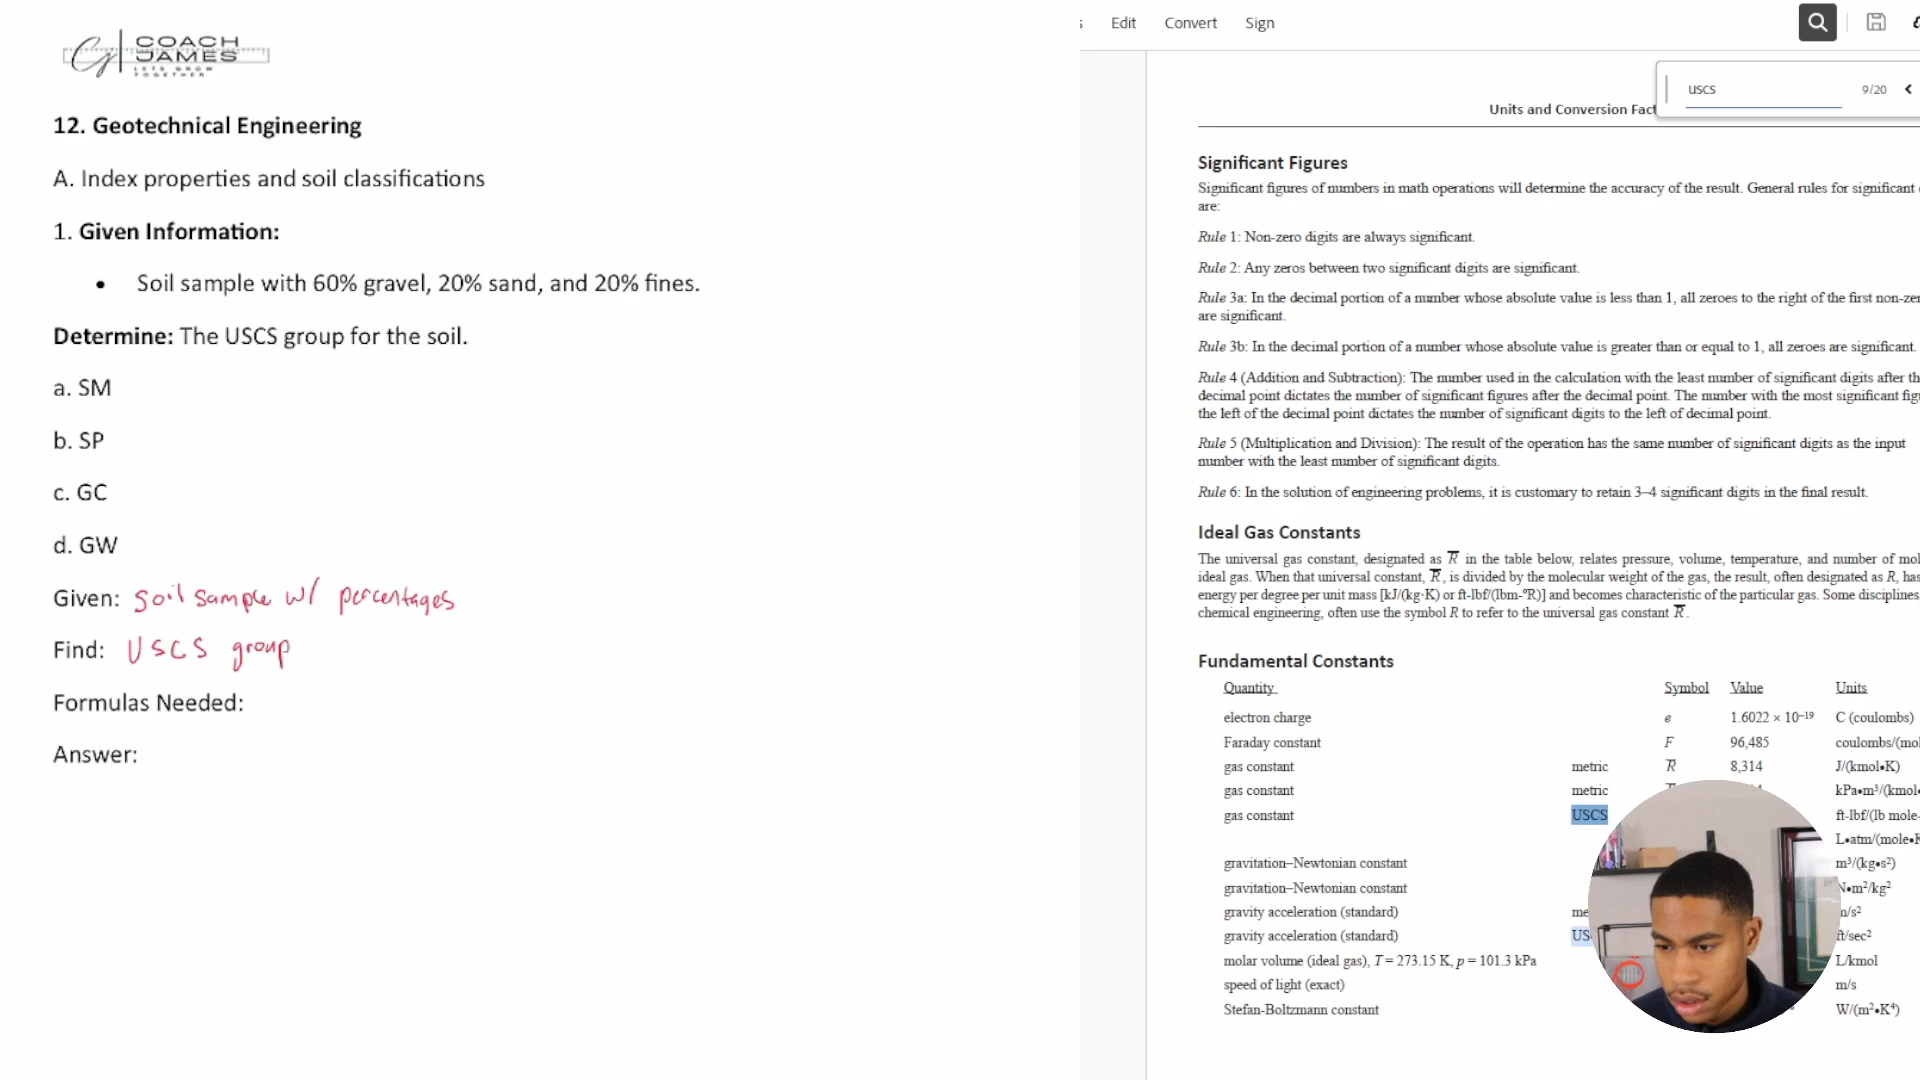 COACH
JAMES
LETS GROW
TOGETHER
12. Geotechnical Engineering
A. Index properties and soil classifications
1. Given Information:
• Soil sample with 60% gravel, 20% sand, and 20% fines.
Determine: The USCS group for the soil.
a. SM
b. SP
c. GC
d. GW
Given: soil sample w/ percentages
Find: USCS group
Formulas Needed:
Answer:
Edit Convert Sign
uscs 9/20
Units and Conversion Fact
Significant Figures
Significant figures of numbers in math operations will determine the accuracy of the result. General rules for significant
are:
Rule 1: Non-zero digits are always significant.
Rule 2: Any zeros between two significant digits are significant.
Rule 3a: In the decimal portion of a number whose absolute value is less than 1, all zeroes to the right of the first non-zer
are significant.
Rule 3b: In the decimal portion of a number whose absolute value is greater than or equal to 1, all zeroes are significant.
Rule 4 (Addition and Subtraction): The number used in the calculation with the least number of significant digits after th
decimal point dictates the number of significant figures after the decimal point. The number with the most significant figu
the left of the decimal point dictates the number of significant digits to the left of decimal point.
Rule 5 (Multiplication and Division): The result of the operation has the same number of significant digits as the input
number with the least number of significant digits.
Rule 6: In the solution of engineering problems, it is customary to retain 3–4 significant digits in the final result.
Ideal Gas Constants
The universal gas constant, designated as R̅ in the table below, relates pressure, volume, temperature, and number of mol
ideal gas. When that universal constant, R̅, is divided by the molecular weight of the gas, the result, often designated as R, has
energy per degree per unit mass [kJ/(kg·K) or ft-lbf/(lbm-ºR)] and becomes characteristic of the particular gas. Some disciplines
chemical engineering, often use the symbol R to refer to the universal gas constant R̅.
Fundamental Constants
Quantity Symbol Value Units
electron charge e 1.6022 × 10⁻¹⁹ C (coulombs)
Faraday constant F 96,485 coulombs/(mol
gas constant metric R̅ 8,314 J/(kmol•K)
gas constant metric kPa•m³/(kmol•
gas constant USCS ft-lbf/(lb mole-
L•atm/(mole•K
gravitation–Newtonian constant m³/(kg•s²)
gravitation–Newtonian constant N•m²/kg²
gravity acceleration (standard) me m/s²
gravity acceleration (standard) US ft/sec²
molar volume (ideal gas), T = 273.15 K, p = 101.3 kPa L/kmol
speed of light (exact) m/s
Stefan-Boltzmann constant W/(m²•K⁴)